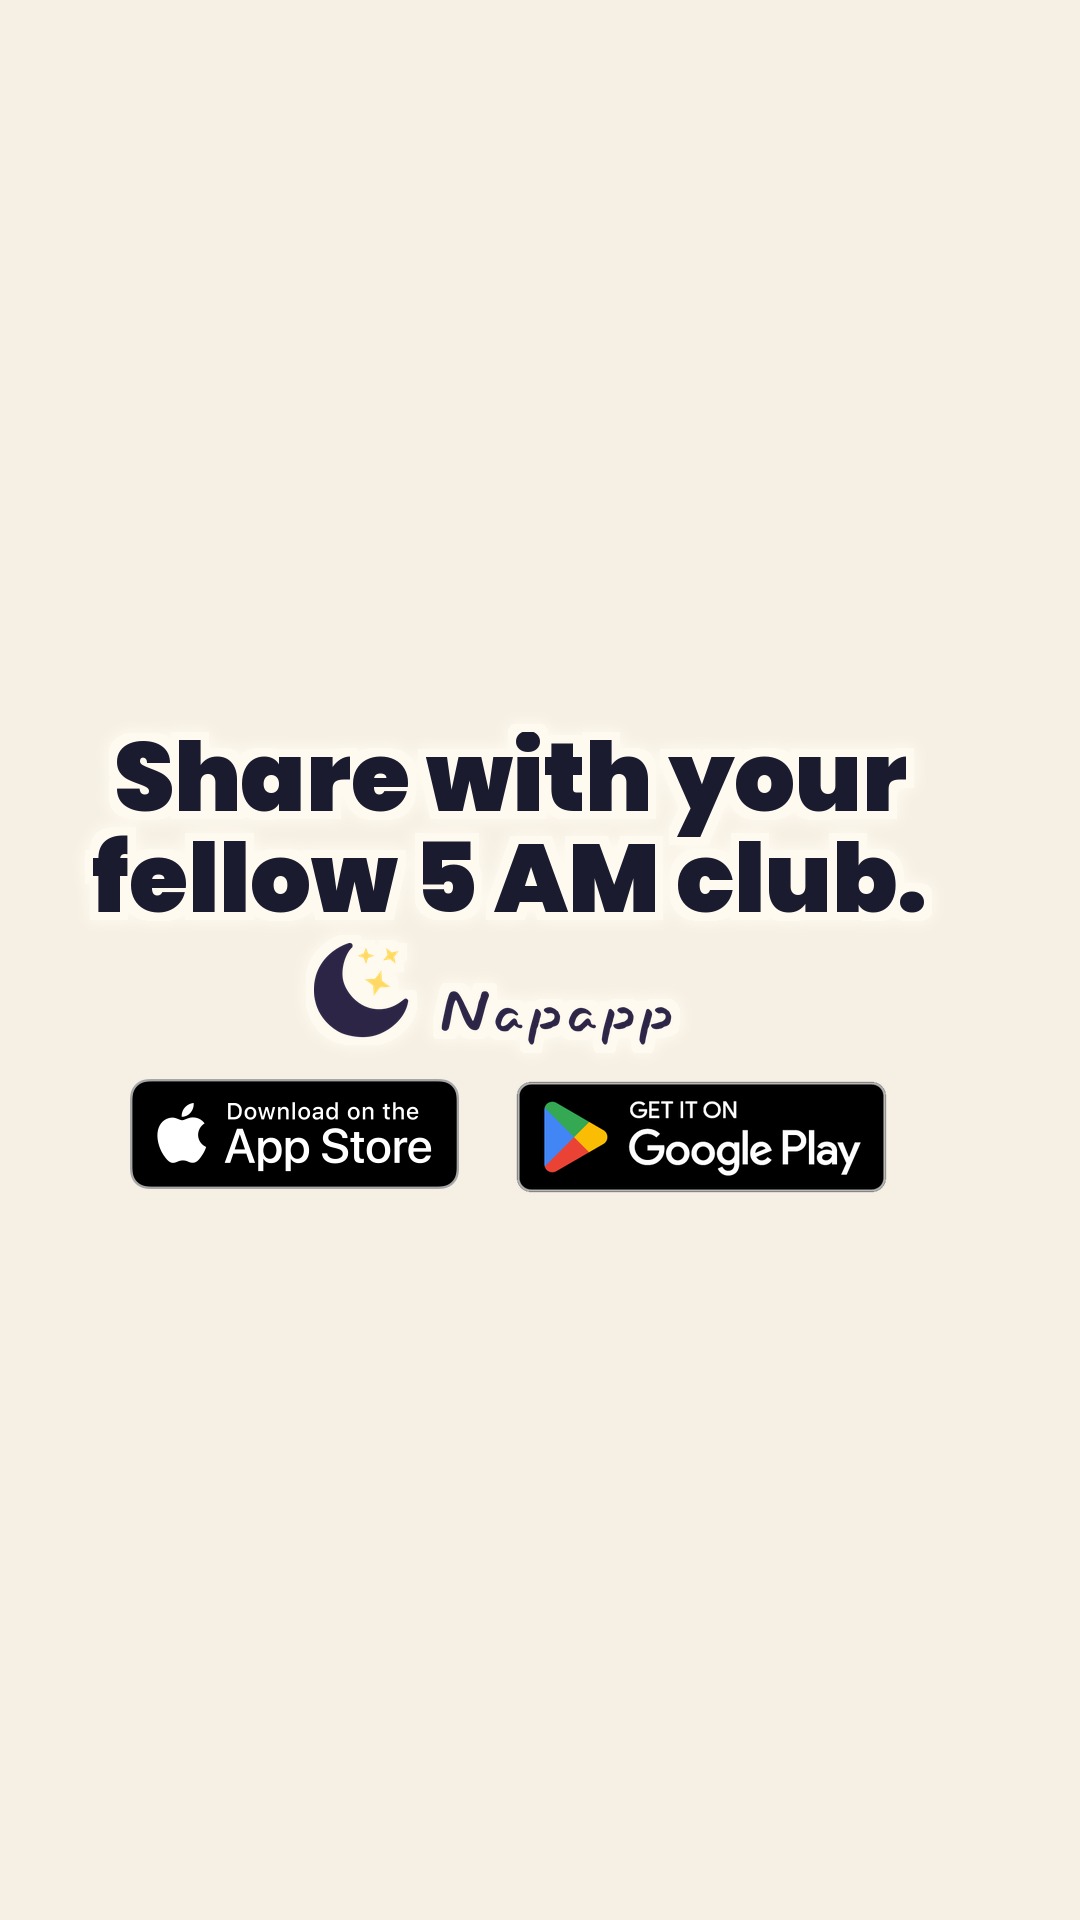 Share with your
fellow 5 AM club.
Napapp
Download on the
App Store
GET IT ON
Google Play